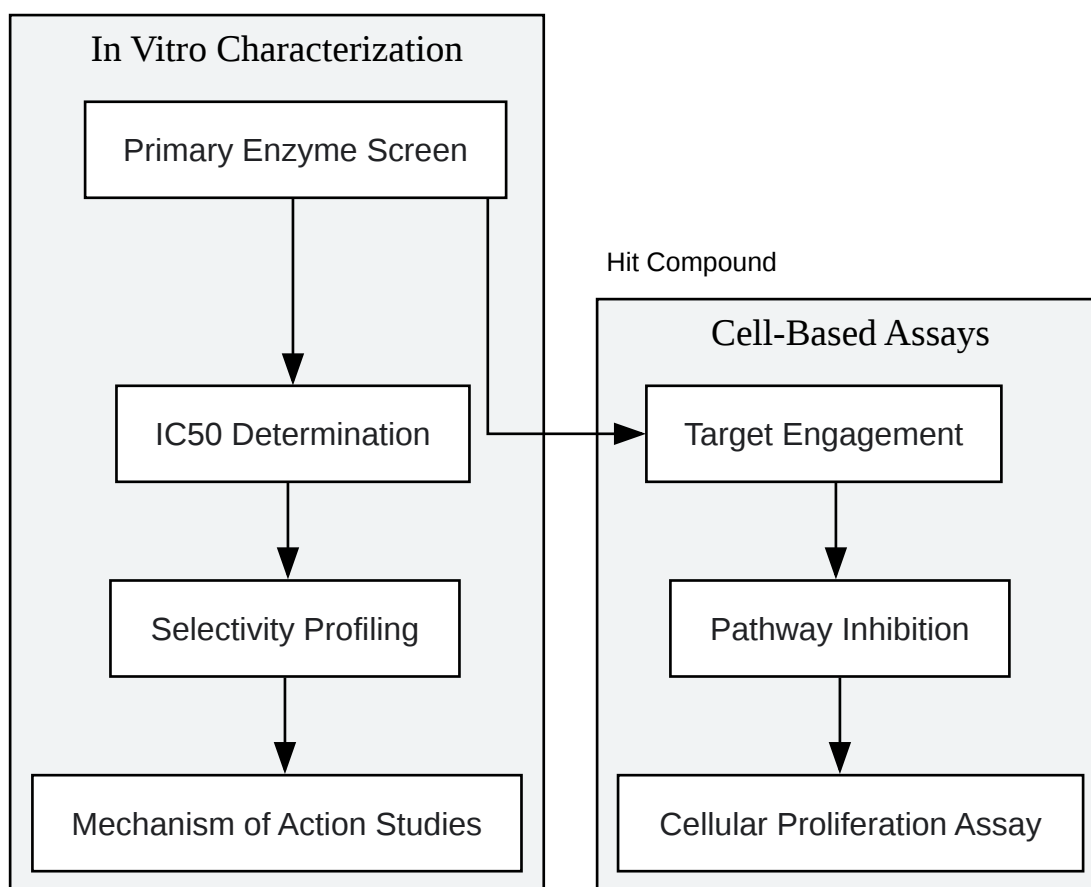 In Vitro Characterization
Primary Enzyme Screen
IC50 Determination
Selectivity Profiling
Mechanism of Action Studies
Hit Compound
Cell-Based Assays
Target Engagement
Pathway Inhibition
Cellular Proliferation Assay